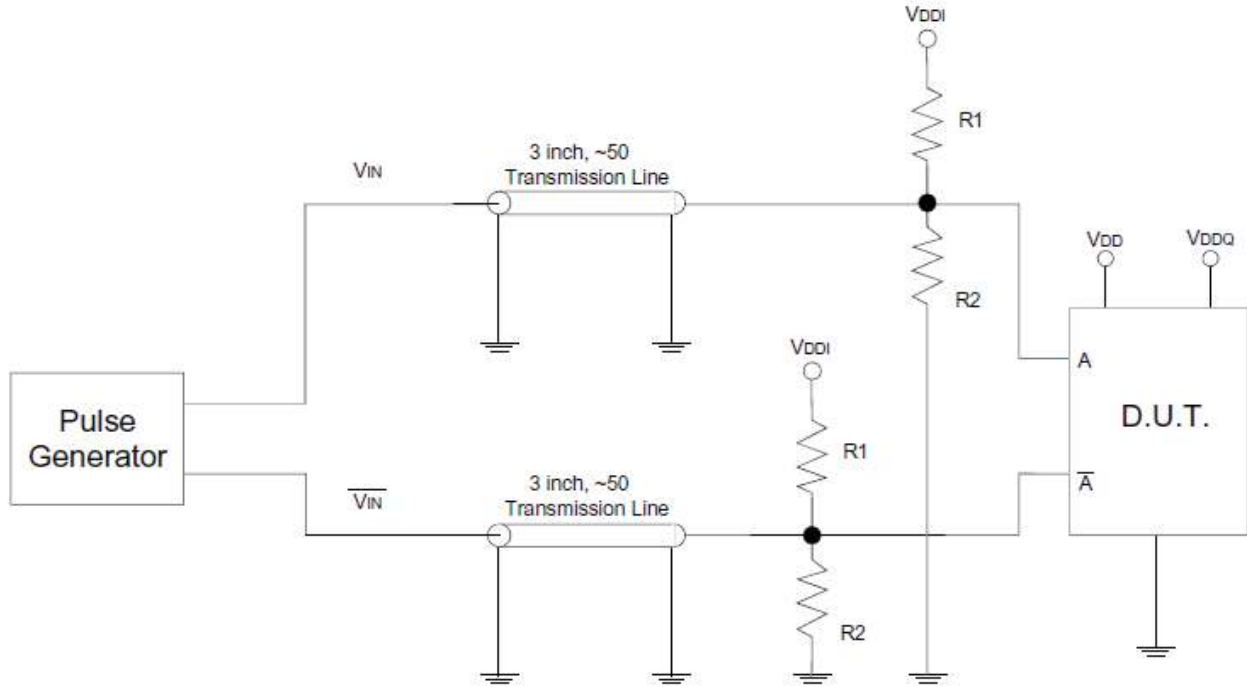 VDDI
R1
3 inch, ~50
Transmission Line
VIN
R2
VDD
VDDQ
VDDI
A
Pulse
Generator
D.U.T.
R1
3 inch, ~50
Transmission Line
V̅I̅N̅
A̅
R2